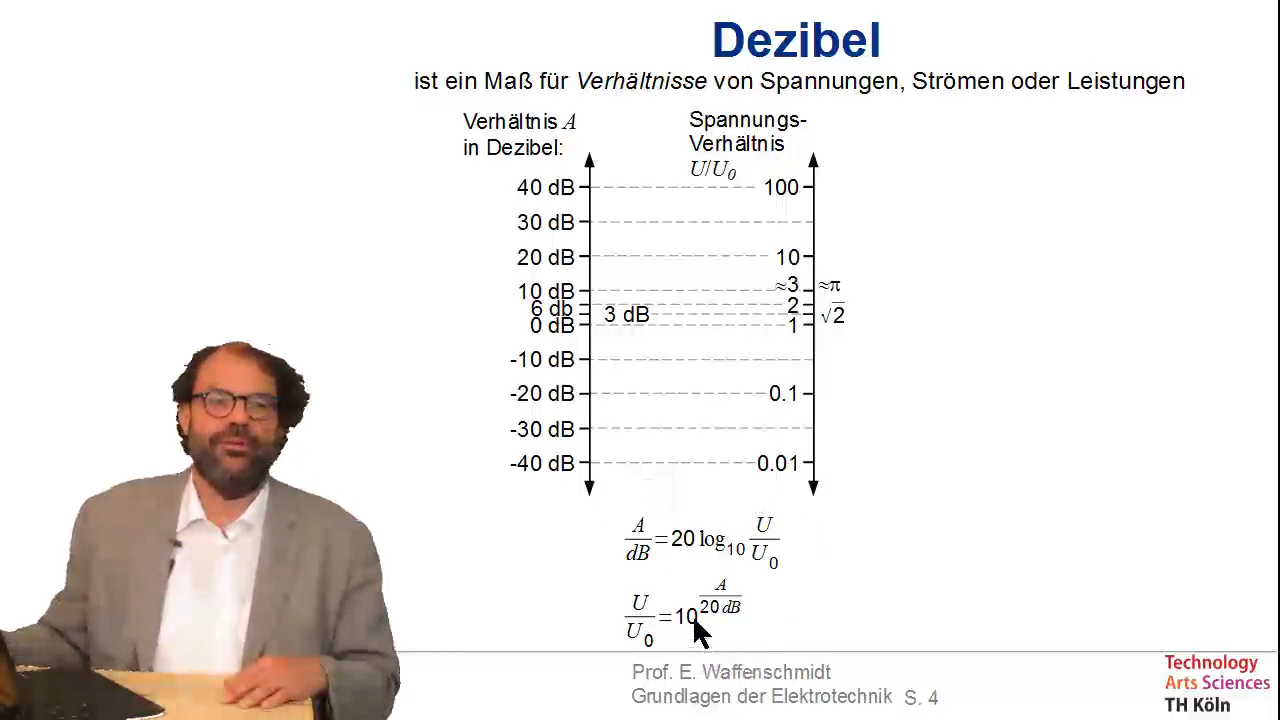 Dezibel
ist ein Maß für Verhältnisse von Spannungen, Strömen oder Leistungen
Verhältnis A
in Dezibel:
Spannungs-
Verhältnis
U/U₀
40 dB 100
30 dB
20 dB 10
10 dB ≈3 ≈π
6 db 2
3 dB √2
0 dB 1
-10 dB
-20 dB 0.1
-30 dB
-40 dB 0.01
A/dB = 20 log₁₀ U/U₀
U/U₀ = 10^(A/20 dB)
Prof. E. Waffenschmidt
Grundlagen der Elektrotechnik S. 4
Technology
Arts Sciences
TH Köln